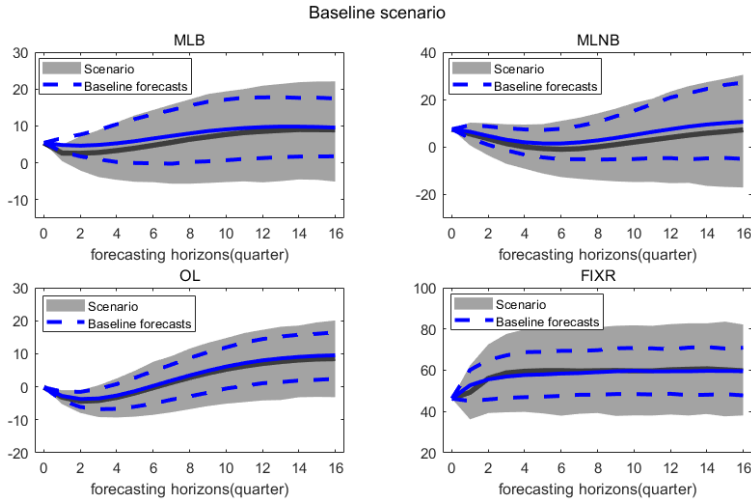 Baseline scenario
MLB
30
20
10
0
-10
Scenario
Baseline forecasts
0 2 4 6 8 10 12 14 16
forecasting horizons(quarter)
MLNB
40
20
0
-20
Scenario
Baseline forecasts
0 2 4 6 8 10 12 14 16
forecasting horizons(quarter)
OL
30
20
10
0
-10
-20
Scenario
Baseline forecasts
0 2 4 6 8 10 12 14 16
forecasting horizons(quarter)
FIXR
100
80
60
40
20
Scenario
Baseline forecasts
0 2 4 6 8 10 12 14 16
forecasting horizons(quarter)